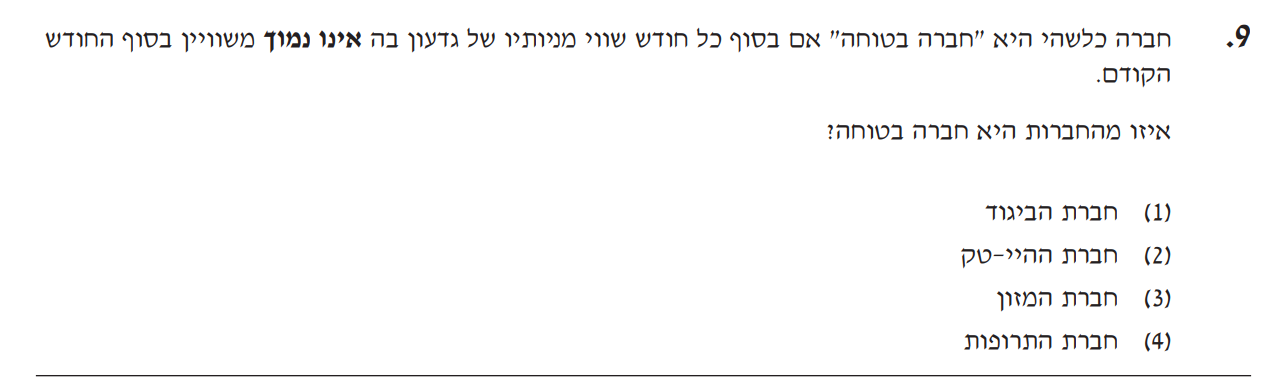 9. חברה כלשהי היא "חברה בטוחה" אם בסוף כל חודש שווי מניותיו של גדעון בה אינו נמוך משוויין בסוף החודש
הקודם.
איזו מהחברות היא חברה בטוחה?
(1) חברת הביגוד
(2) חברת ההיי-טק
(3) חברת המזון
(4) חברת התרופות